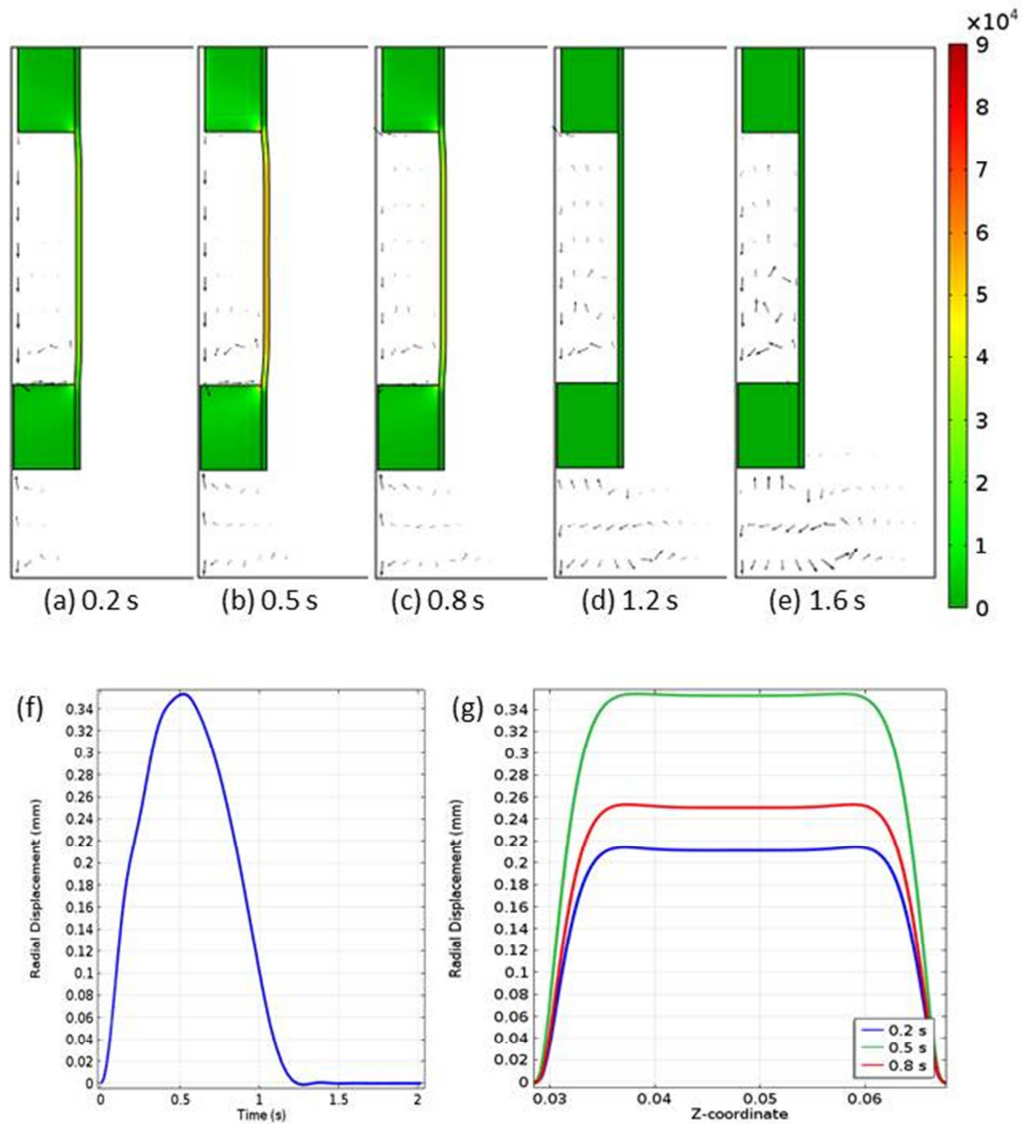 ×10⁴
9
8
7
6
5
4
3
2
1
0
(a) 0.2 s
(b) 0.5 s
(c) 0.8 s
(d) 1.2 s
(e) 1.6 s
(f)
Radial Displacement (mm)
0.34
0.32
0.3
0.28
0.26
0.24
0.22
0.2
0.18
0.16
0.14
0.12
0.1
0.08
0.06
0.04
0.02
0
0 0.5 1 1.5 2
Time (s)
(g)
Radial Displacement (mm)
0.34
0.32
0.3
0.28
0.26
0.24
0.22
0.2
0.18
0.16
0.14
0.12
0.1
0.08
0.06
0.04
0.02
0
0.2 s
0.5 s
0.8 s
0.03 0.04 0.05 0.06
Z-coordinate